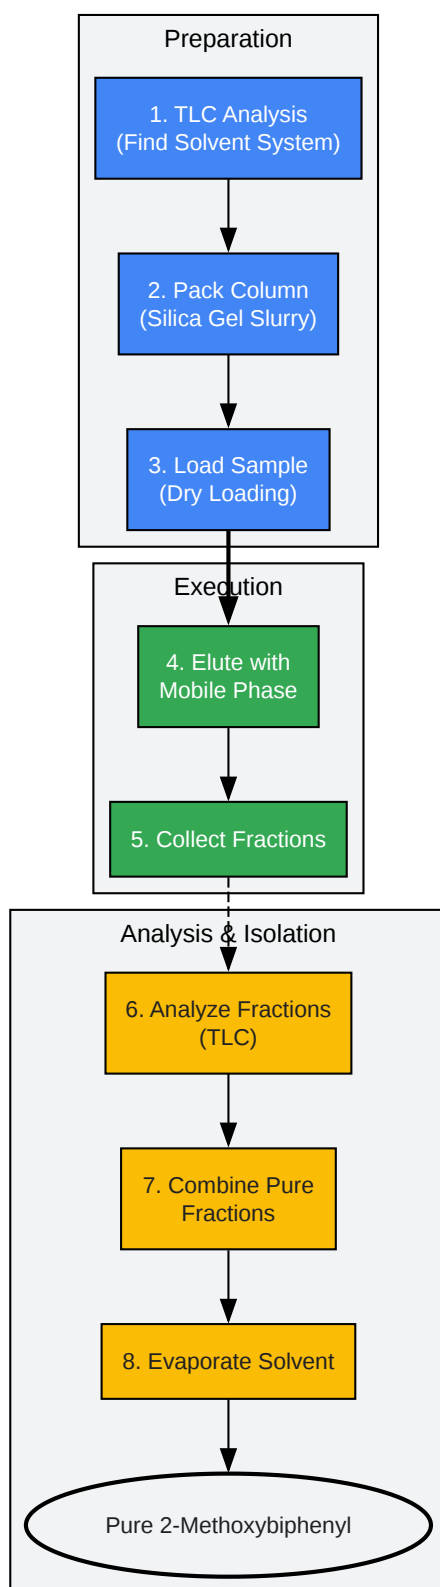 Preparation
1. TLC Analysis
(Find Solvent System)
2. Pack Column
(Silica Gel Slurry)
3. Load Sample
(Dry Loading)
Execution
4. Elute with
Mobile Phase
5. Collect Fractions
Analysis & Isolation
6. Analyze Fractions
(TLC)
7. Combine Pure
Fractions
8. Evaporate Solvent
Pure 2-Methoxybiphenyl